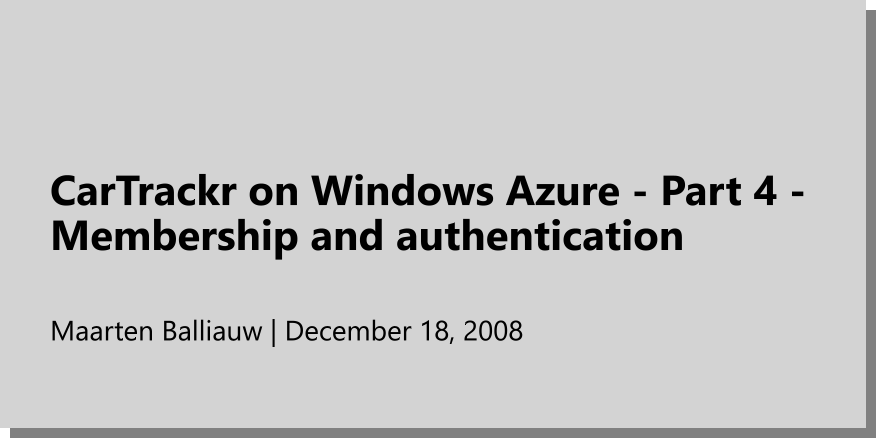 CarTrackr on Windows Azure - Part 4 -
Membership and authentication
Maarten Balliauw | December 18, 2008